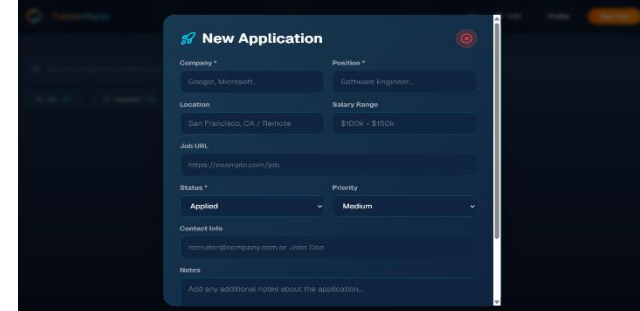 New Application
Company * Position *
Google, Microsoft... Software Engineer...
Location Salary Range
San Francisco, CA / Remote $100k - $150k
Job URL
https://example.com/job
Status * Priority
Applied Medium
Contact Info
recruiter@company.com or John Doe
Notes
Add any additional notes about the application...